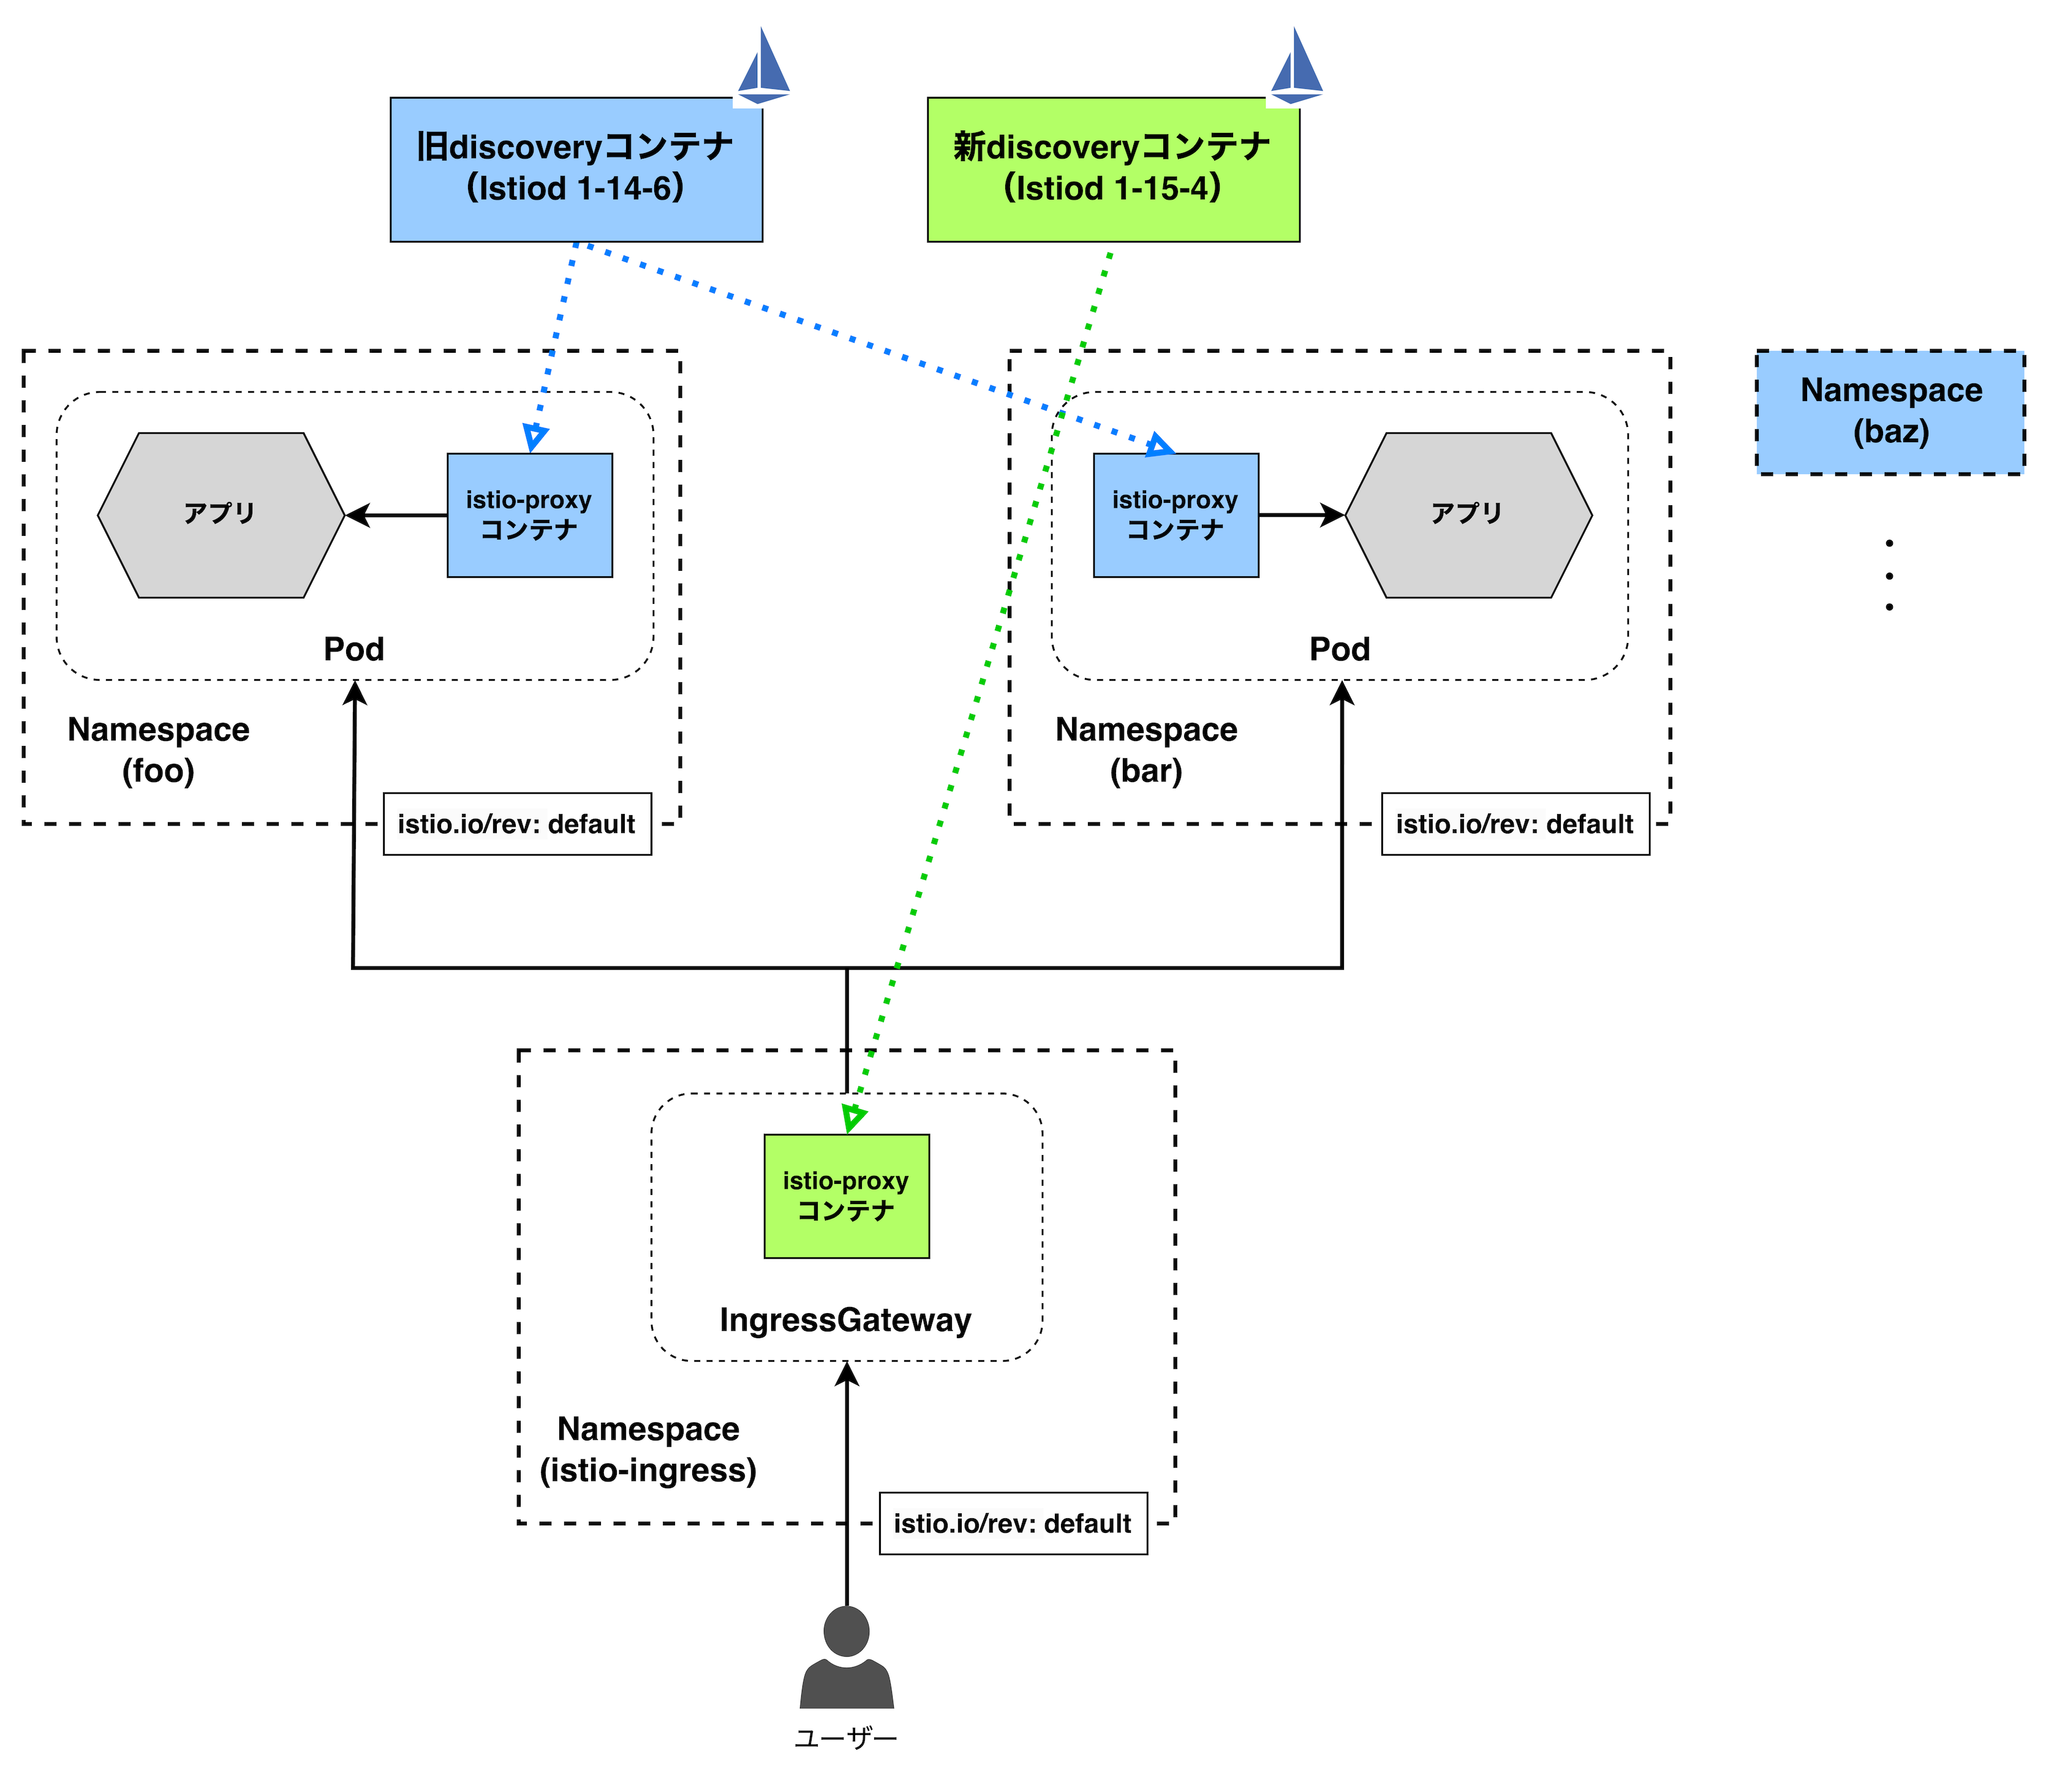 旧discoveryコンテナ
(Istiod 1-14-6)
新discoveryコンテナ
(Istiod 1-15-4)
アプリ
istio-proxy
コンテナ
Pod
Namespace
(foo)
istio.io/rev: default
istio-proxy
コンテナ
アプリ
Pod
Namespace
(bar)
istio.io/rev: default
Namespace
(baz)
istio-proxy
コンテナ
IngressGateway
Namespace
(istio-ingress)
istio.io/rev: default
ユーザー